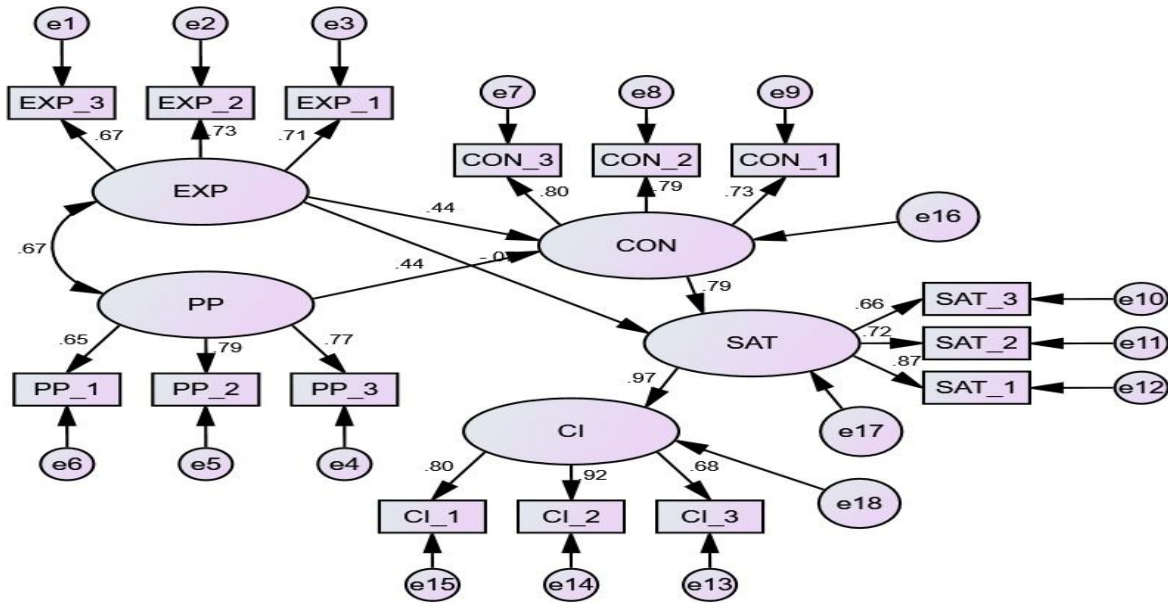 e1
e2
e3
EXP_3
EXP_2
EXP_1
.67
.73
.71
EXP
e7
e8
e9
CON_3
CON_2
CON_1
.80
.79
.73
CON
e16
.44
.67
.44
PP
.79
.65
.79
.77
PP_1
PP_2
PP_3
e6
e5
e4
SAT
.66
.72
.87
SAT_3
SAT_2
SAT_1
e10
e11
e12
.97
e17
CI
.80
.92
.68
e18
CI_1
CI_2
CI_3
e15
e14
e13